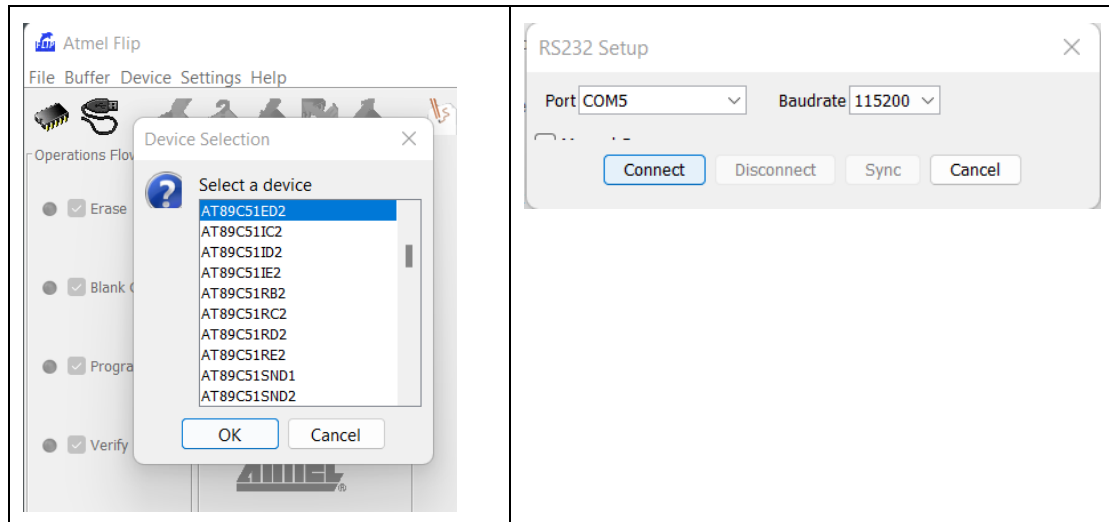 Atmel Flip
File Buffer Device Settings Help
Device Selection
Operations Flo
Select a device
AT89C51ED2
AT89C51IC2
AT89C51ID2
AT89C51IE2
AT89C51RB2
AT89C51RC2
AT89C51RD2
AT89C51RE2
AT89C51SND1
AT89C51SND2
Erase
Blank
Progra
Verify
OK Cancel
ATMEL ®
RS232 Setup
Port COM5 Baudrate 115200
Connect Disconnect Sync Cancel